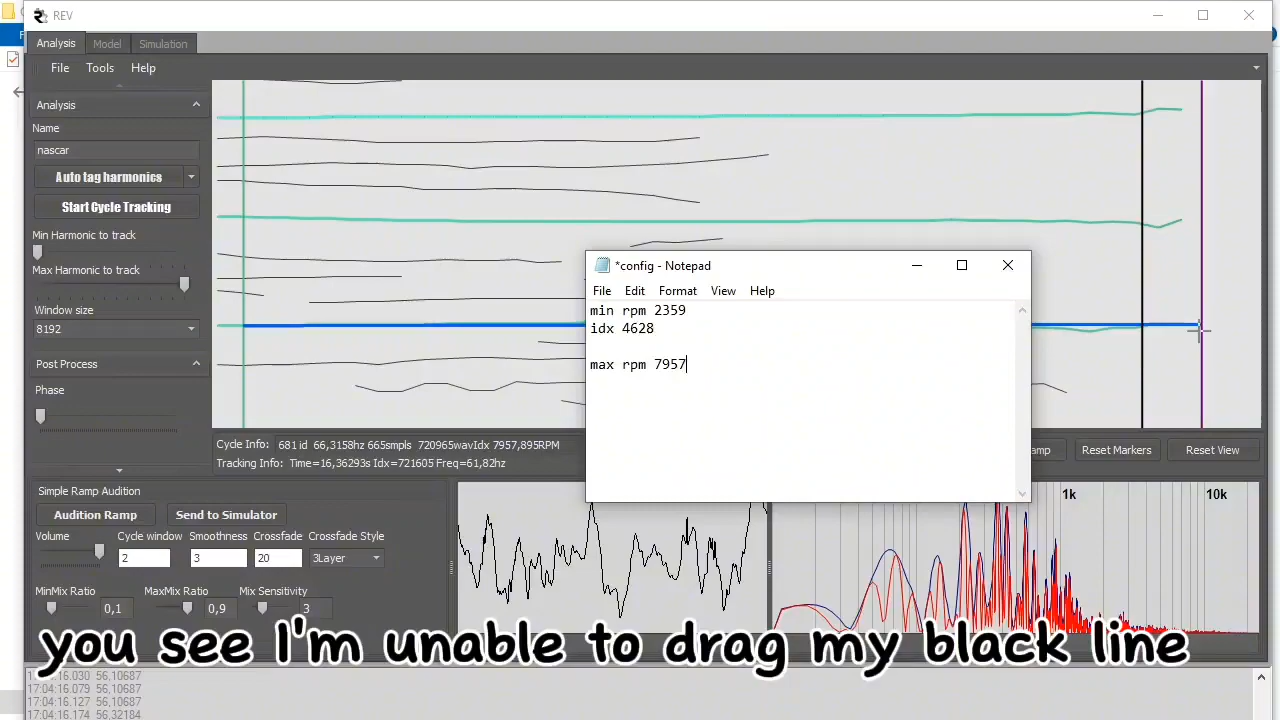 REV
Analysis Model Simulation
File Tools Help
Analysis
Name
nascar
Auto tag harmonics
Start Cycle Tracking
Min Harmonic to track
Max Harmonic to track
Window size
8192
Post Process
Phase
*config - Notepad
File Edit Format View Help
min rpm 2359
idx 4628
max rpm 7957
Cycle Info: 681 id 66,3158hz 665smpls 720965wavIdx 7957,895RPM
Tracking Info: Time=16,36293s Idx=721605 Freq=61,82hz
amp Reset Markers Reset View
Simple Ramp Audition
Audition Ramp Send to Simulator
Volume Cycle window Smoothness Crossfade Crossfade Style
2 3 20 3Layer
MinMix Ratio MaxMix Ratio Mix Sensitivity
0,1 0,9 3
1k 10k
you see I'm unable to drag my black line
17:04:16.030 56,10687
17:04:16.079 56,10687
17:04:16.127 56,10687
17:04:16.174 56,32184